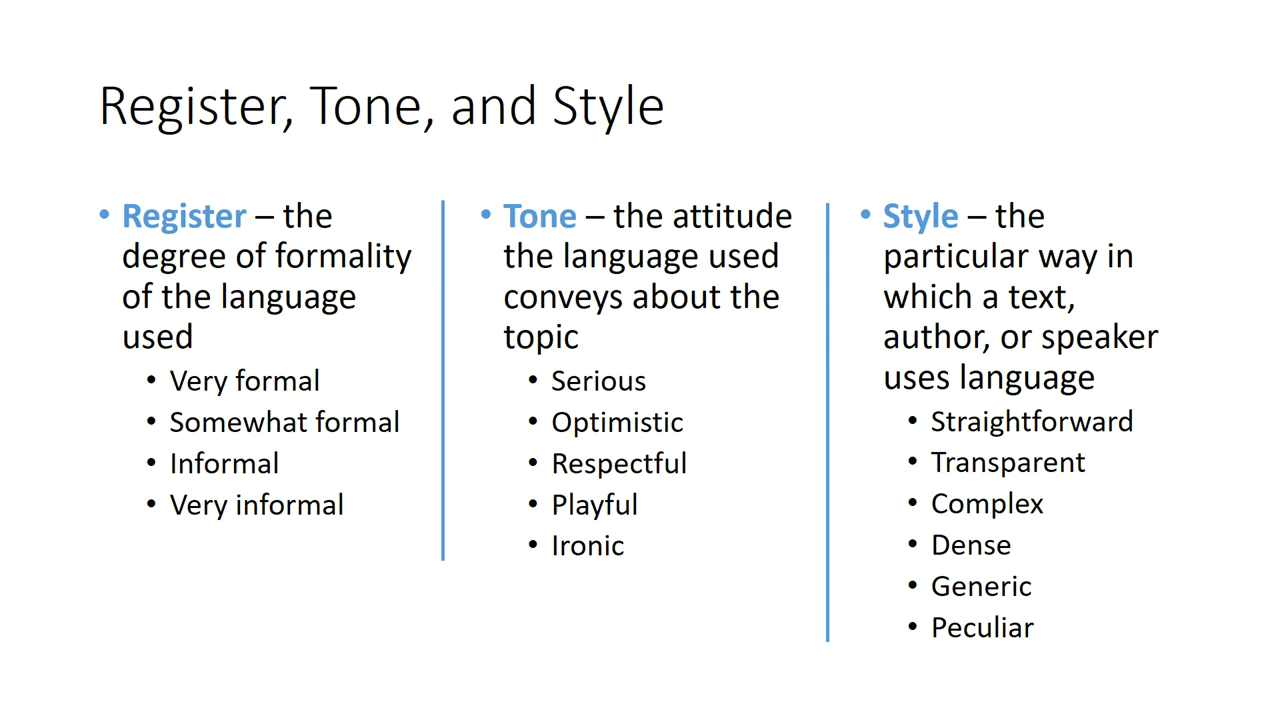 Register, Tone, and Style
• Register – the
degree of formality
of the language
used
• Very formal
• Somewhat formal
• Informal
• Very informal
• Tone – the attitude
the language used
conveys about the
topic
• Serious
• Optimistic
• Respectful
• Playful
• Ironic
• Style – the
particular way in
which a text,
author, or speaker
uses language
• Straightforward
• Transparent
• Complex
• Dense
• Generic
• Peculiar